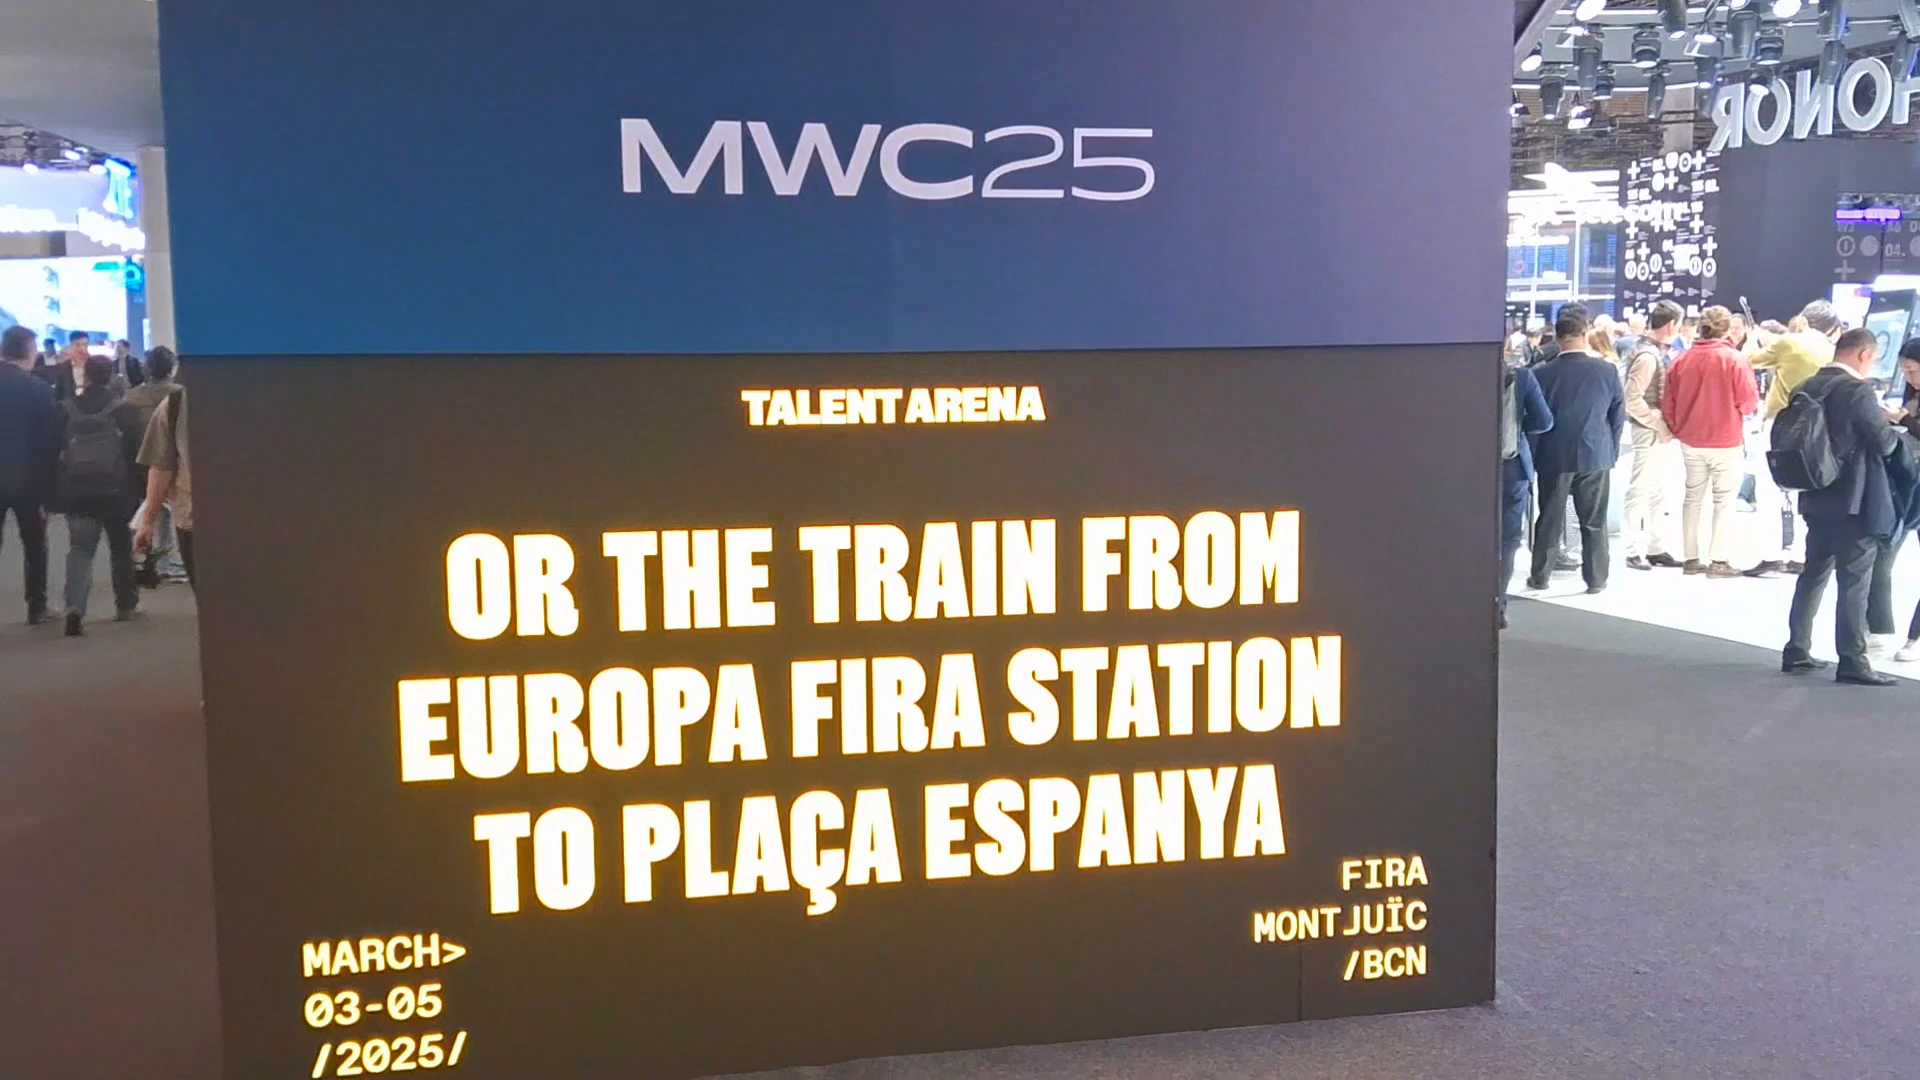 MWC25
HONOR
TALENT ARENA
OR THE TRAIN FROM
EUROPA FIRA STATION
TO PLAÇA ESPANYA
MARCH>
03-05
/2025/
FIRA
MONTJUÏC
/BCN